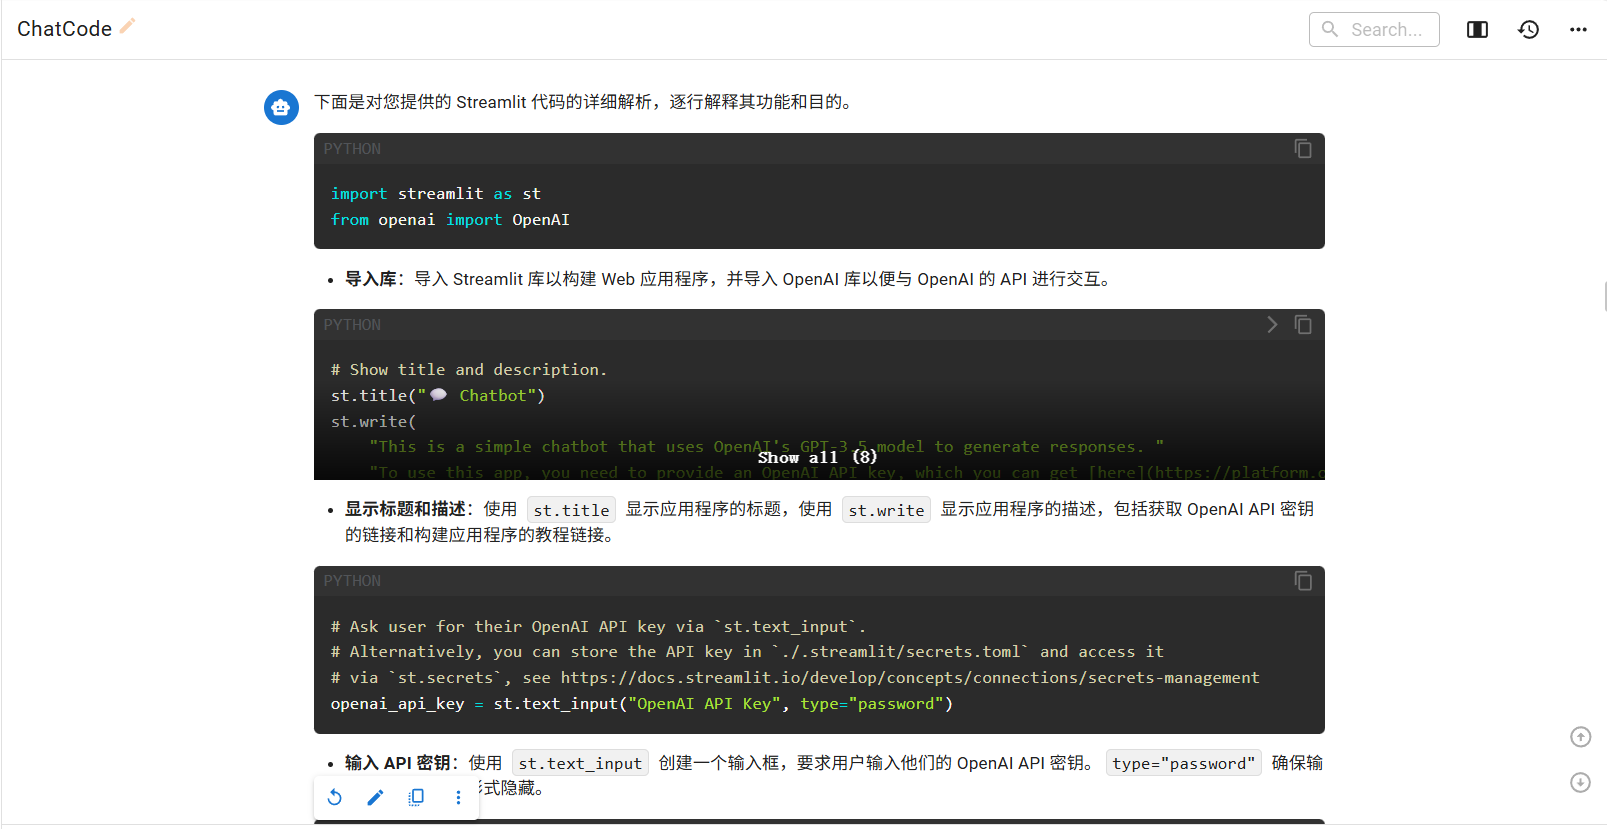 ChatCode
Search...
下面是对您提供的 Streamlit 代码的详细解析，逐行解释其功能和目的。
PYTHON
import streamlit as st
from openai import OpenAI
• 导入库：导入 Streamlit 库以构建 Web 应用程序，并导入 OpenAI 库以便与 OpenAI 的 API 进行交互。
PYTHON
# Show title and description.
st.title("💬 Chatbot")
st.write(
"This is a simple chatbot that uses OpenAI's GPT-3.5 model to generate responses. "
Show all (8)
"To use this app, you need to provide an OpenAI API key, which you can get [here](https://platform.o
• 显示标题和描述：使用 st.title 显示应用程序的标题，使用 st.write 显示应用程序的描述，包括获取 OpenAI API 密钥
的链接和构建应用程序的教程链接。
PYTHON
# Ask user for their OpenAI API key via `st.text_input`.
# Alternatively, you can store the API key in `./.streamlit/secrets.toml` and access it
# via `st.secrets`, see https://docs.streamlit.io/develop/concepts/connections/secrets-management
openai_api_key = st.text_input("OpenAI API Key", type="password")
• 输入 API 密钥：使用 st.text_input 创建一个输入框，要求用户输入他们的 OpenAI API 密钥。 type="password" 确保输
式隐藏。